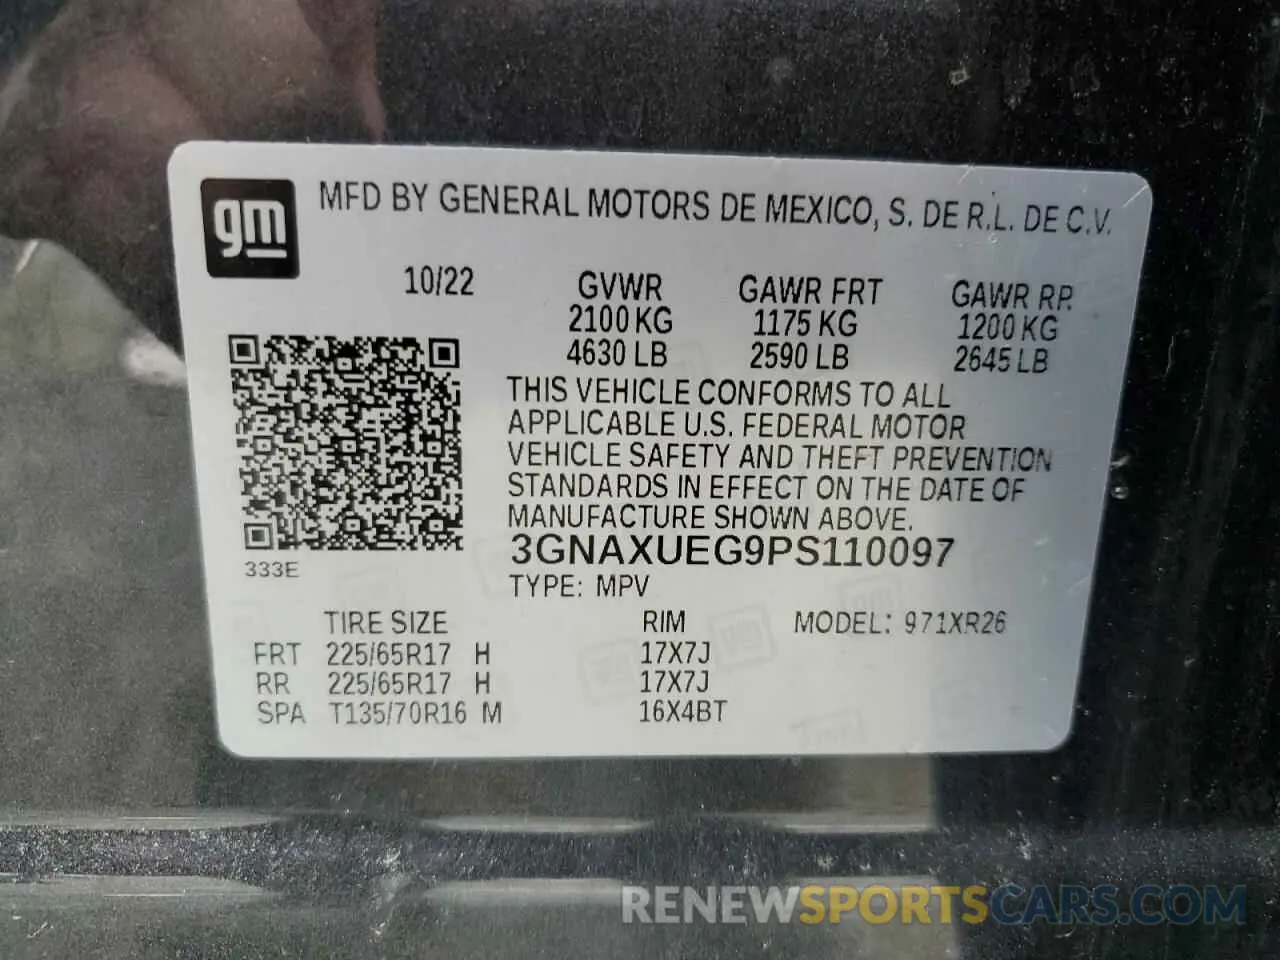 gm
MFD BY GENERAL MOTORS DE MEXICO, S. DE R.L. DE C.V.
10/22 GVWR GAWR FRT GAWR RR
2100 KG 1175 KG 1200 KG
4630 LB 2590 LB 2645 LB
THIS VEHICLE CONFORMS TO ALL
APPLICABLE U.S. FEDERAL MOTOR
VEHICLE SAFETY AND THEFT PREVENTION
STANDARDS IN EFFECT ON THE DATE OF
MANUFACTURE SHOWN ABOVE.
3GNAXUEG9PS110097
333E
TYPE: MPV
TIRE SIZE RIM MODEL: 971XR26
FRT 225/65R17 H 17X7J
RR 225/65R17 H 17X7J
SPA T135/70R16 M 16X4BT
RENEWSPORTSCARS.COM